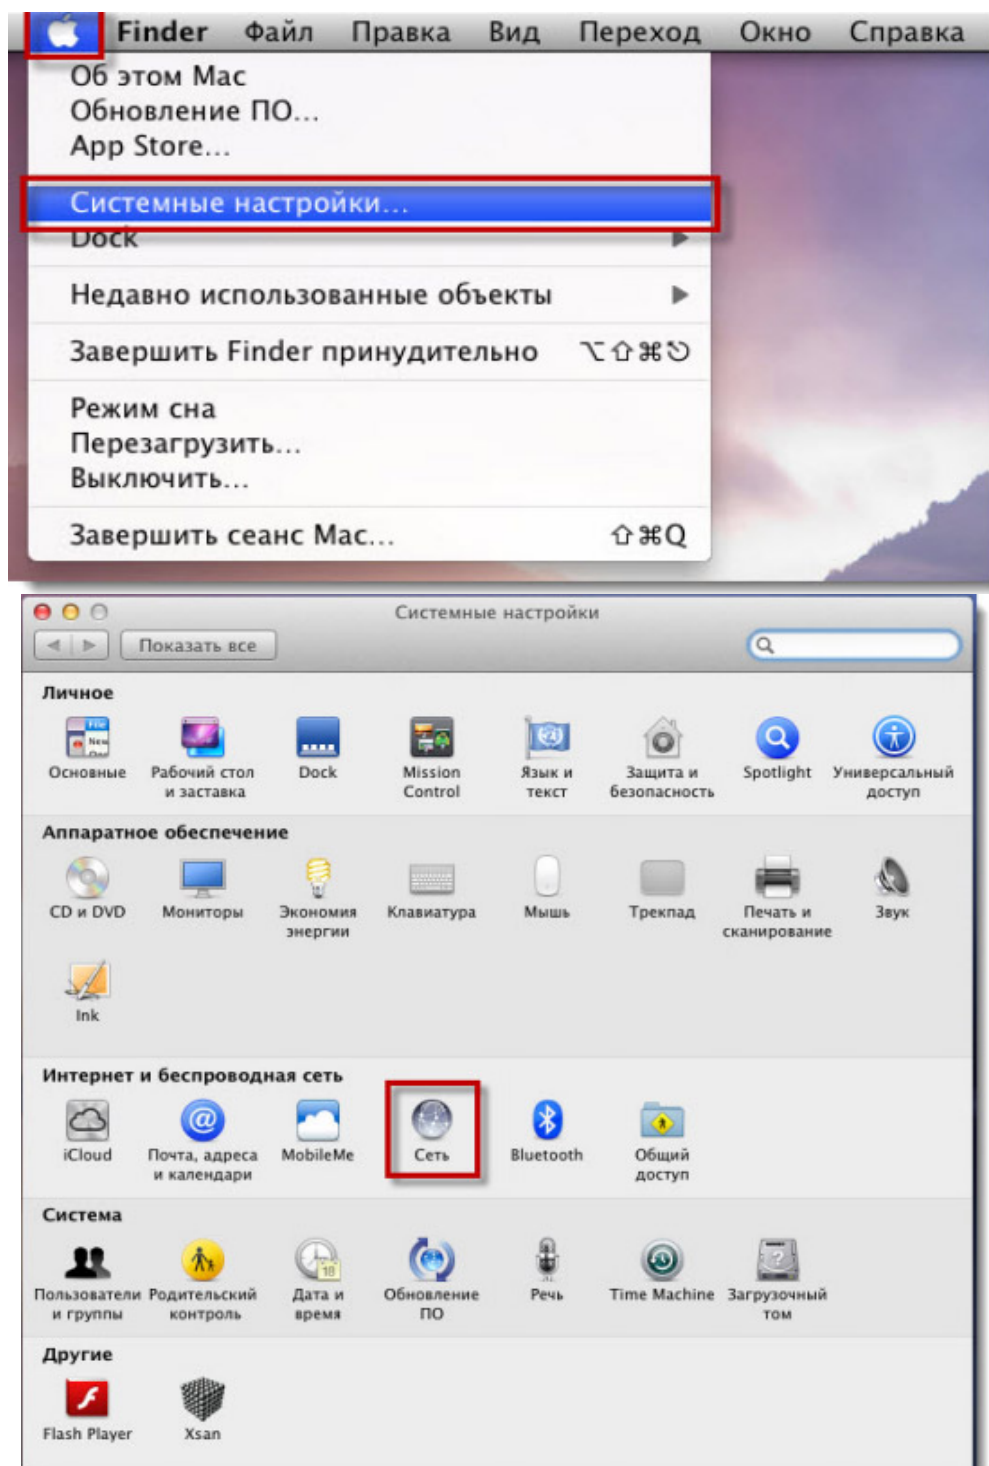 Finder Файл Правка Вид Переход Окно Справка
Об этом Mac
Обновление ПО...
App Store...
Системные настройки...
Dock
Недавно использованные объекты
Завершить Finder принудительно ⌥⇧⌘⎋
Режим сна
Перезагрузить...
Выключить...
Завершить сеанс Mac... ⇧⌘Q
Системные настройки
Показать все
Личное
File
New
Основные Рабочий стол Dock Mission Язык и Защита и Spotlight Универсальный
и заставка Control текст безопасность доступ
Аппаратное обеспечение
CD и DVD Мониторы Экономия Клавиатура Мышь Трекпад Печать и Звук
энергии сканирование
Ink
Интернет и беспроводная сеть
iCloud Почта, адреса MobileMe Сеть Bluetooth Общий
и календари доступ
Система
18
Пользователи Родительский Дата и Обновление Речь Time Machine Загрузочный
и группы контроль время ПО том
Другие
Flash Player Xsan